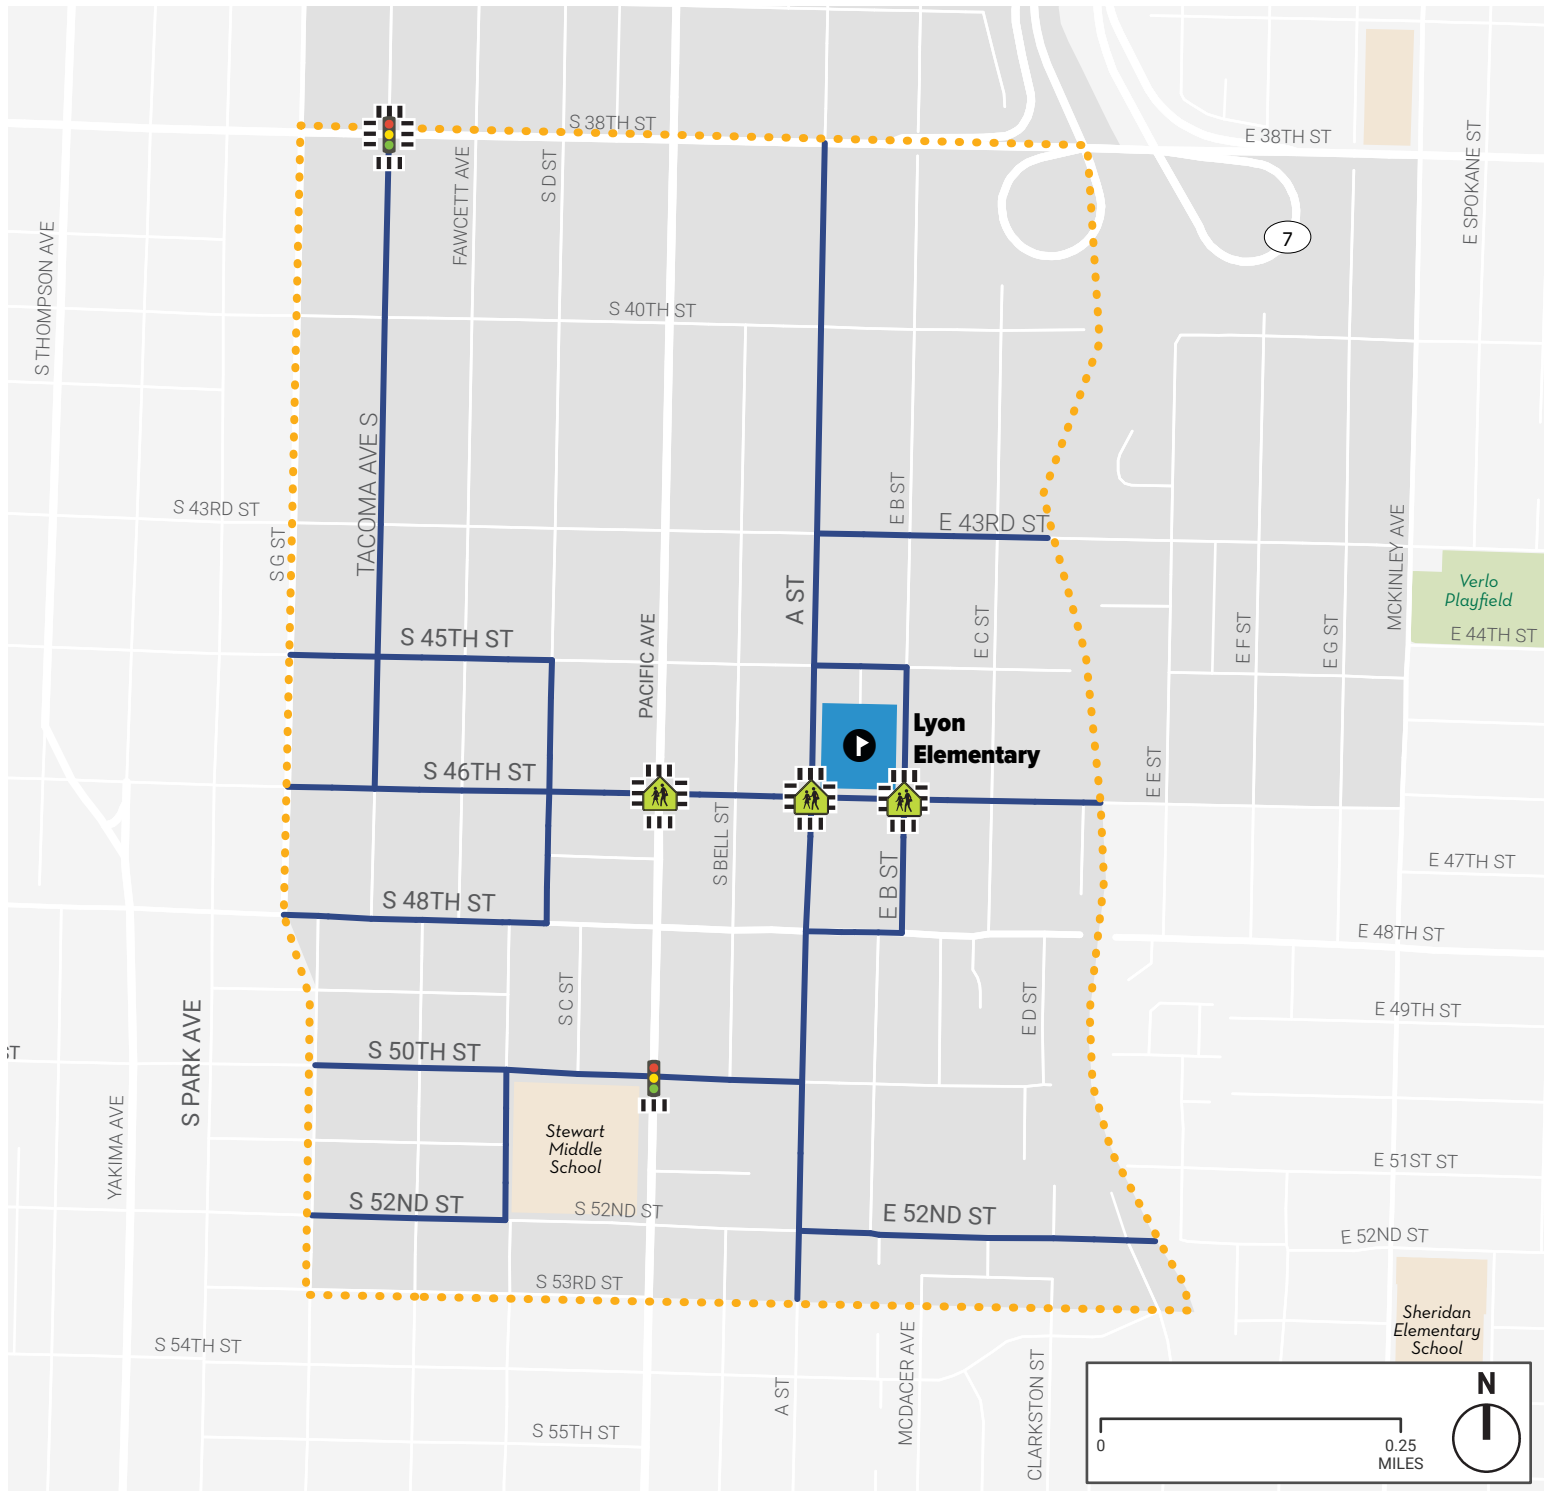 S 38TH ST
E 38TH ST
E SPOKANE ST
FAWCETT AVE
S D ST
7
S THOMPSON AVE
S 40TH ST
TACOMA AVE S
S 43RD ST
E B ST
E 43RD ST
S G ST
MCKINLEY AVE
A ST
Verlo
Playfield
E 44TH ST
S 45TH ST
PACIFIC AVE
E C ST
E F ST
E G ST
Lyon
Elementary
S 46TH ST
E E ST
S BELL ST
E B ST
E 47TH ST
S 48TH ST
E 48TH ST
S C ST
E D ST
E 49TH ST
ST
S PARK AVE
S 50TH ST
YAKIMA AVE
Stewart
Middle
School
E 51ST ST
S 52ND ST
S 52ND ST
E 52ND ST
E 52ND ST
S 53RD ST
Sheridan
Elementary
School
S 54TH ST
A ST
MCDACER AVE
CLARKSTON ST
S 55TH ST
N
0
0.25
MILES